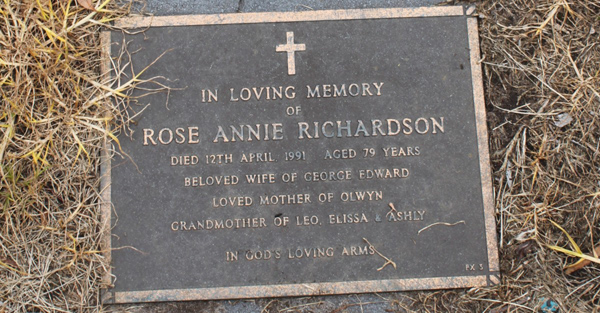 IN LOVING MEMORY
OF
ROSE ANNIE RICHARDSON
DIED 12TH APRIL 1991 AGED 79 YEARS
BELOVED WIFE OF GEORGE EDWARD
LOVED MOTHER OF OLWYN
GRANDMOTHER OF LEO, ELISSA & ASHLY
IN GOD'S LOVING ARMS
PX 3